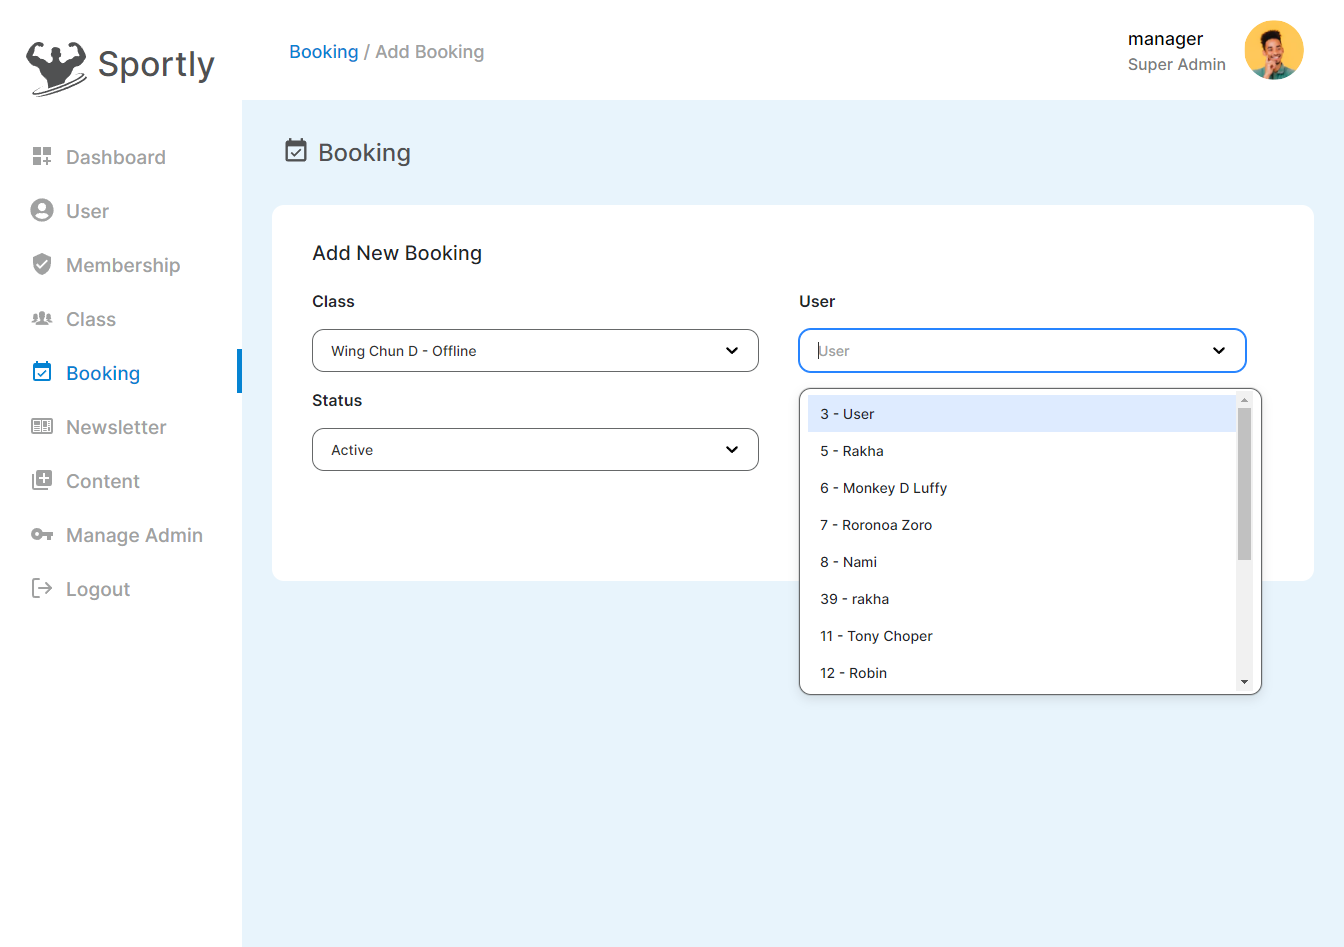 Sportly
Booking / Add Booking
manager
Super Admin
Dashboard
User
Membership
Class
Booking
Newsletter
Content
Manage Admin
Logout
Booking
Add New Booking
Class
Wing Chun D - Offline
User
User
Status
Active
3 - User
5 - Rakha
6 - Monkey D Luffy
7 - Roronoa Zoro
8 - Nami
39 - rakha
11 - Tony Choper
12 - Robin